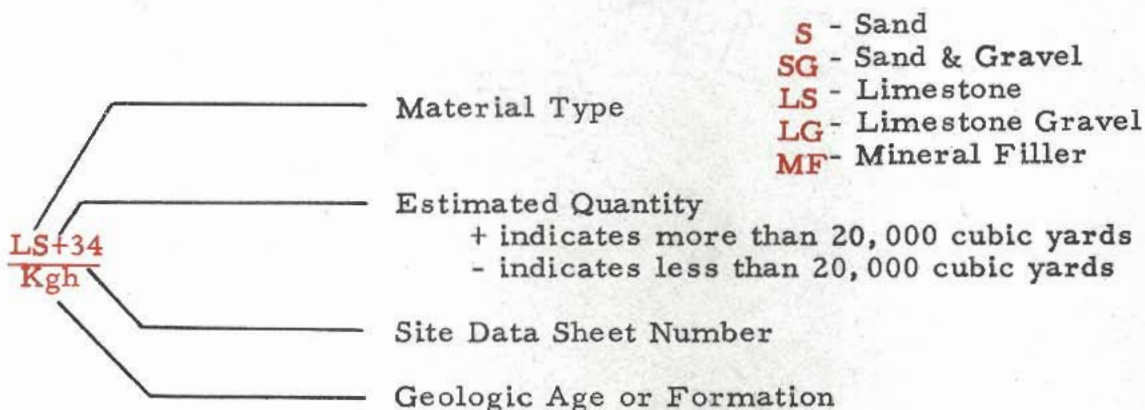 S - Sand
SG - Sand & Gravel
LS - Limestone
LG - Limestone Gravel
MF - Mineral Filler
Material Type
Estimated Quantity
+ indicates more than 20,000 cubic yards
- indicates less than 20,000 cubic yards
LS+34
Kgh
Site Data Sheet Number
Geologic Age or Formation